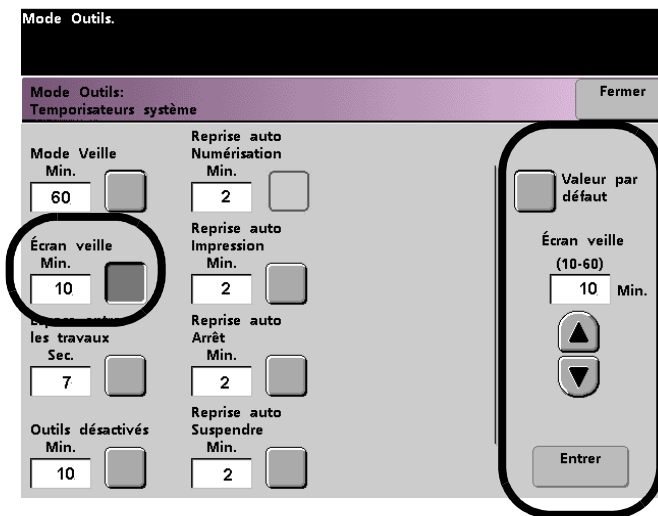 Mode Outils.
Mode Outils:
Temporisateurs système
Fermer
Mode Veille
Min.
60
Écran veille
Min.
10
les travaux
Sec.
7
Outils désactivés
Min.
10
Reprise auto
Numérisation
Min.
2
Reprise auto
Impression
Min.
2
Reprise auto
Arrêt
Min.
2
Reprise auto
Suspendre
Min.
2
Valeur par
défaut
Écran veille
(10-60)
10 Min.
Entrer